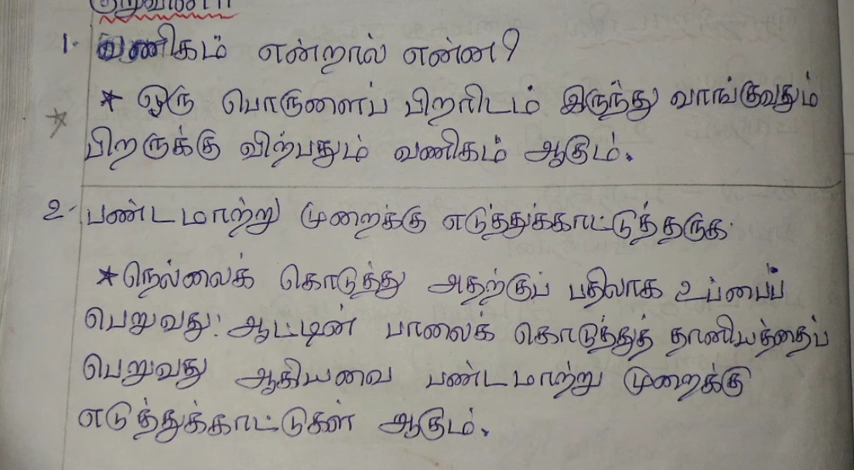 குறுவினா
1. வணிகம் என்றால் என்ன?
* ஒரு பொருளைப் பிறரிடம் இருந்து வாங்குவதும்
பிறருக்கு விற்பதும் வணிகம் ஆகும்.
2. பண்டமாற்று முறைக்கு எடுத்துக்காட்டுத்தருக.
* நெல்லைக் கொடுத்து அதற்குப் பதிலாக உப்பைப்
பெறுவது. ஆட்டின் பாலைக் கொடுத்துத் தானியத்தைப்
பெறுவது ஆகியவை பண்டமாற்று முறைக்கு
எடுத்துக்காட்டுகள் ஆகும்.